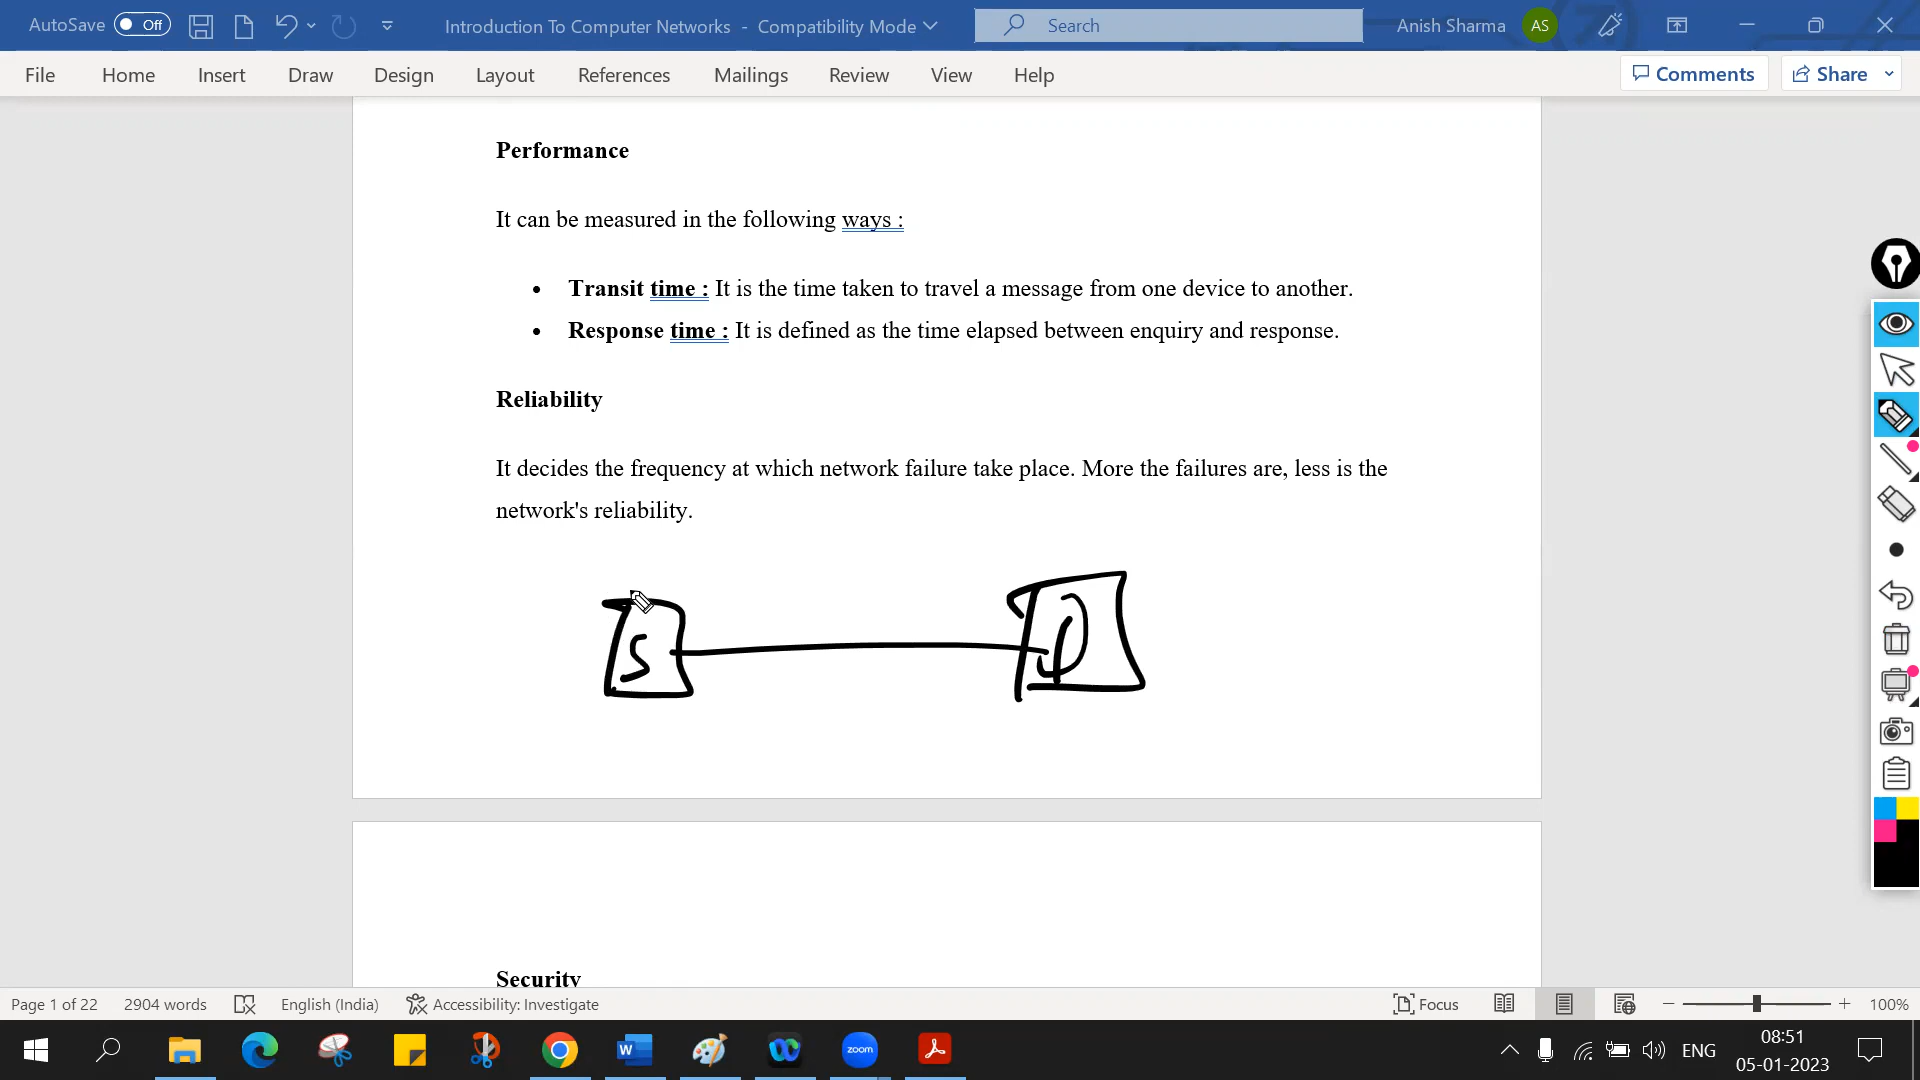 AutoSave Off Introduction To Computer Networks - Compatibility Mode Search Anish Sharma AS
File Home Insert Draw Design Layout References Mailings Review View Help Comments Share
Performance
It can be measured in the following ways :
• Transit time : It is the time taken to travel a message from one device to another.
• Response time : It is defined as the time elapsed between enquiry and response.
Reliability
It decides the frequency at which network failure take place. More the failures are, less is the
network's reliability.
S D
Security
Page 1 of 22 2904 words English (India) Accessibility: Investigate Focus 100%
W zoom ENG 08:51
05-01-2023